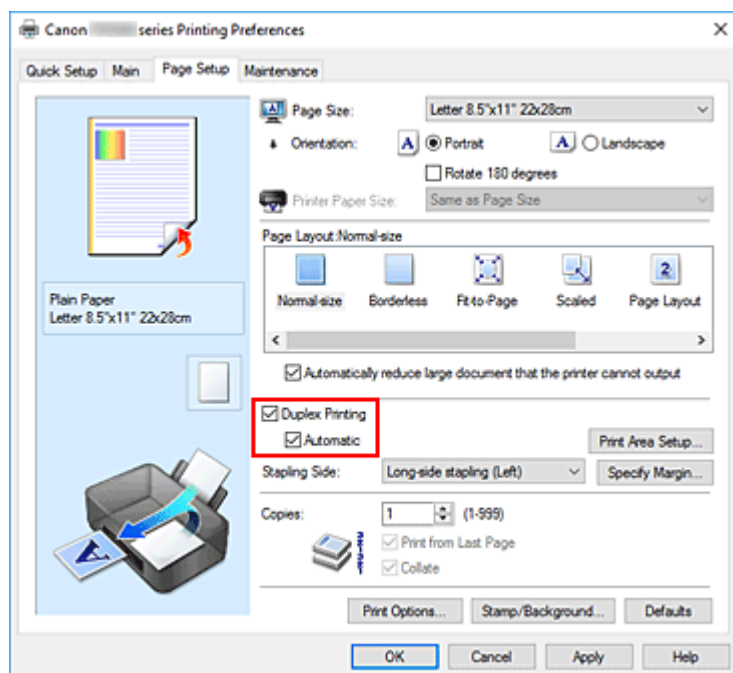 Canon series Printing Preferences
Quick Setup Main Page Setup Maintenance
Page Size: Letter 8.5"x11" 22x28cm
Orientation: A Portrait A Landscape
Rotate 180 degrees
Printer Paper Size: Same as Page Size
Page Layout:Normal-size
Normal-size Borderless Fit-to-Page Scaled 2 Page Layout
Plain Paper
Letter 8.5"x11" 22x28cm
Automatically reduce large document that the printer cannot output
Duplex Printing
Automatic
Print Area Setup...
Stapling Side: Long-side stapling (Left) Specify Margin...
Copies: 1 (1-999)
Print from Last Page
Collate
A
Print Options... Stamp/Background... Defaults
OK Cancel Apply Help